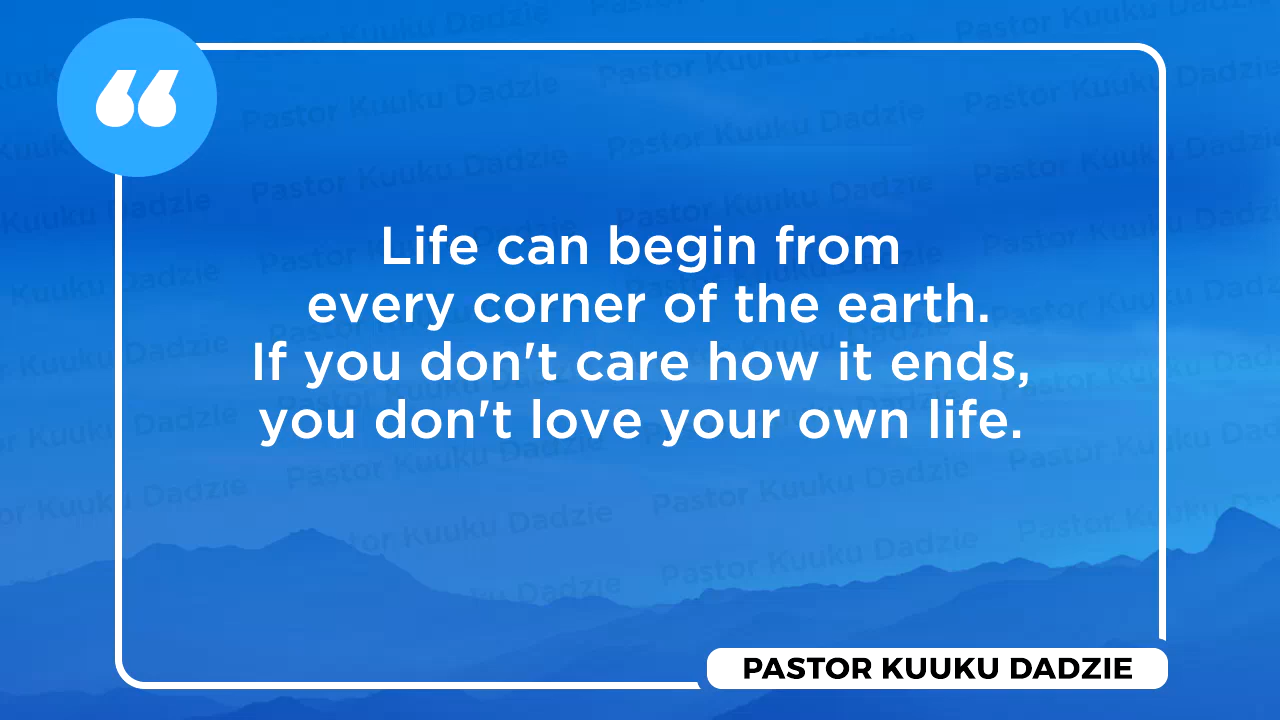 Life can begin from
every corner of the earth.
If you don't care how it ends,
you don't love your own life.
PASTOR KUUKU DADZIE